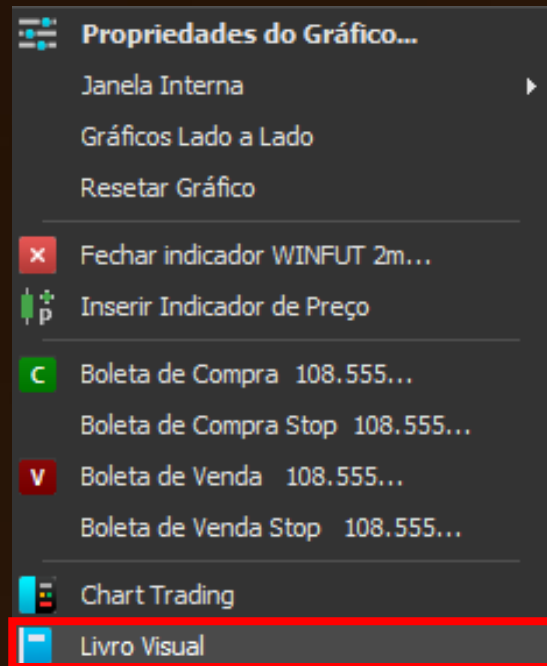 Propriedades do Gráfico...
Janela Interna
Gráficos Lado a Lado
Resetar Gráfico
Fechar indicador WINFUT 2m...
p Inserir Indicador de Preço
C Boleta de Compra 108.555...
Boleta de Compra Stop 108.555...
V Boleta de Venda 108.555...
Boleta de Venda Stop 108.555...
Chart Trading
Livro Visual